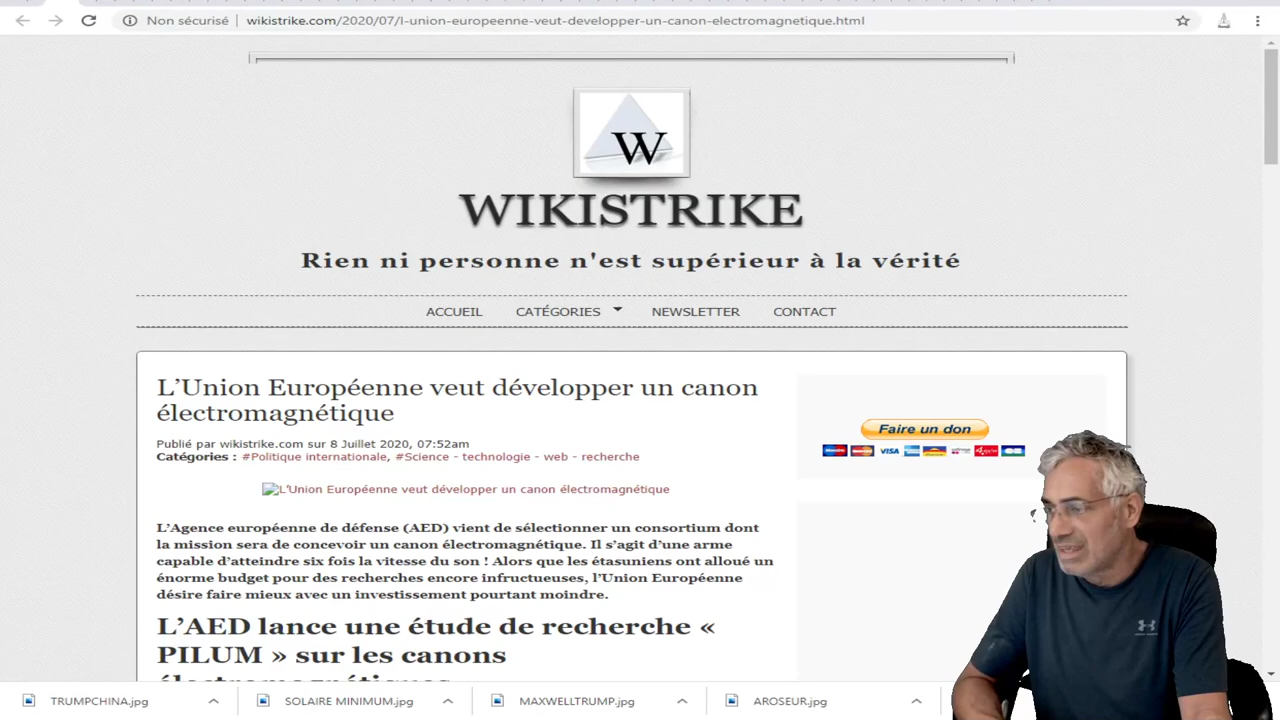 Non sécurisé | wikistrike.com/2020/07/l-union-europeenne-veut-developper-un-canon-electromagnetique.html
W
WIKISTRIKE
Rien ni personne n'est supérieur à la vérité
ACCUEIL CATÉGORIES NEWSLETTER CONTACT
L’Union Européenne veut développer un canon
électromagnétique
Publié par wikistrike.com sur 8 Juillet 2020, 07:52am
Catégories : #Politique internationale, #Science - technologie - web - recherche
L’Union Européenne veut développer un canon électromagnétique
L’Agence européenne de défense (AED) vient de sélectionner un consortium dont
la mission sera de concevoir un canon électromagnétique. Il s’agit d’une arme
capable d’atteindre six fois la vitesse du son ! Alors que les étasuniens ont alloué un
énorme budget pour des recherches encore infructueuses, l’Union Européenne
désire faire mieux avec un investissement pourtant moindre.
L’AED lance une étude de recherche «
PILUM » sur les canons
électromagnétiques
Faire un don
VISA
TRUMPCHINA.jpg
SOLAIRE MINIMUM.jpg
MAXWELLTRUMP.jpg
AROSEUR.jpg